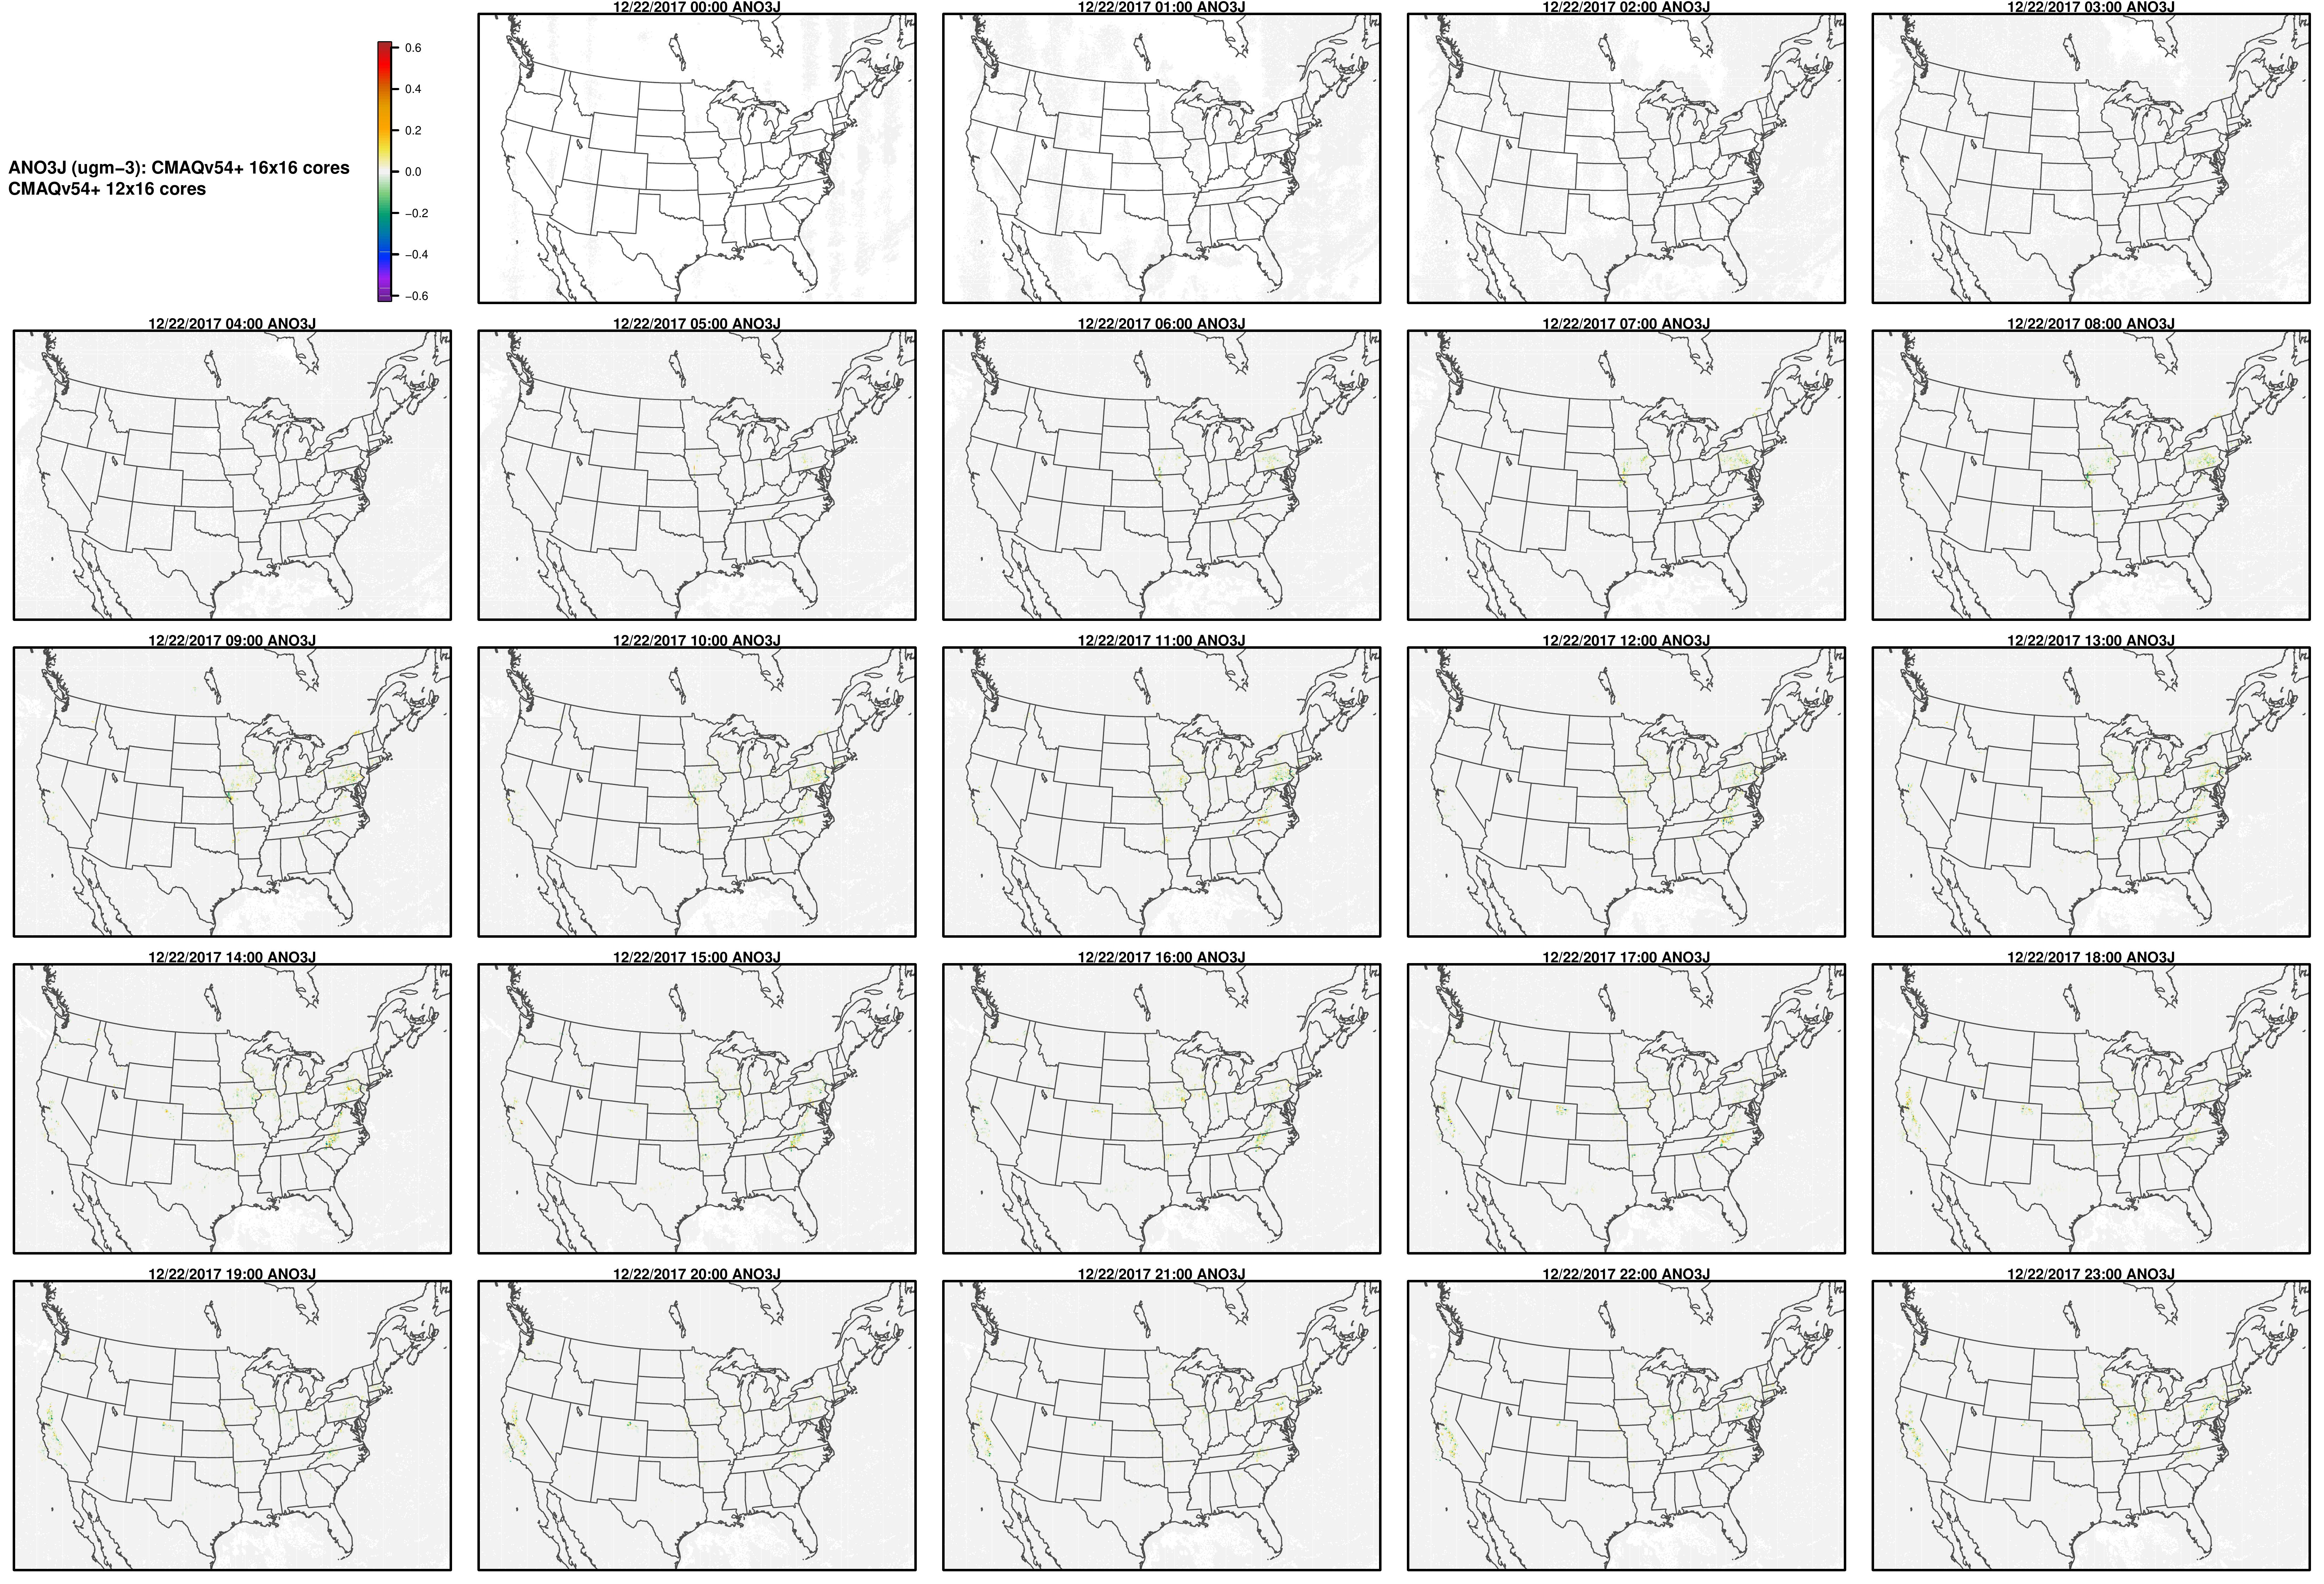 12/22/2017 00:00 ANO3J
12/22/2017 01:00 ANO3J
12/22/2017 02:00 ANO3J
12/22/2017 03:00 ANO3J
0.6
0.4
0.2
0.0
−0.2
−0.4
−0.6
ANO3J (ugm−3): CMAQv54+ 16x16 cores
CMAQv54+ 12x16 cores
12/22/2017 04:00 ANO3J
12/22/2017 05:00 ANO3J
12/22/2017 06:00 ANO3J
12/22/2017 07:00 ANO3J
12/22/2017 08:00 ANO3J
12/22/2017 09:00 ANO3J
12/22/2017 10:00 ANO3J
12/22/2017 11:00 ANO3J
12/22/2017 12:00 ANO3J
12/22/2017 13:00 ANO3J
12/22/2017 14:00 ANO3J
12/22/2017 15:00 ANO3J
12/22/2017 16:00 ANO3J
12/22/2017 17:00 ANO3J
12/22/2017 18:00 ANO3J
12/22/2017 19:00 ANO3J
12/22/2017 20:00 ANO3J
12/22/2017 21:00 ANO3J
12/22/2017 22:00 ANO3J
12/22/2017 23:00 ANO3J